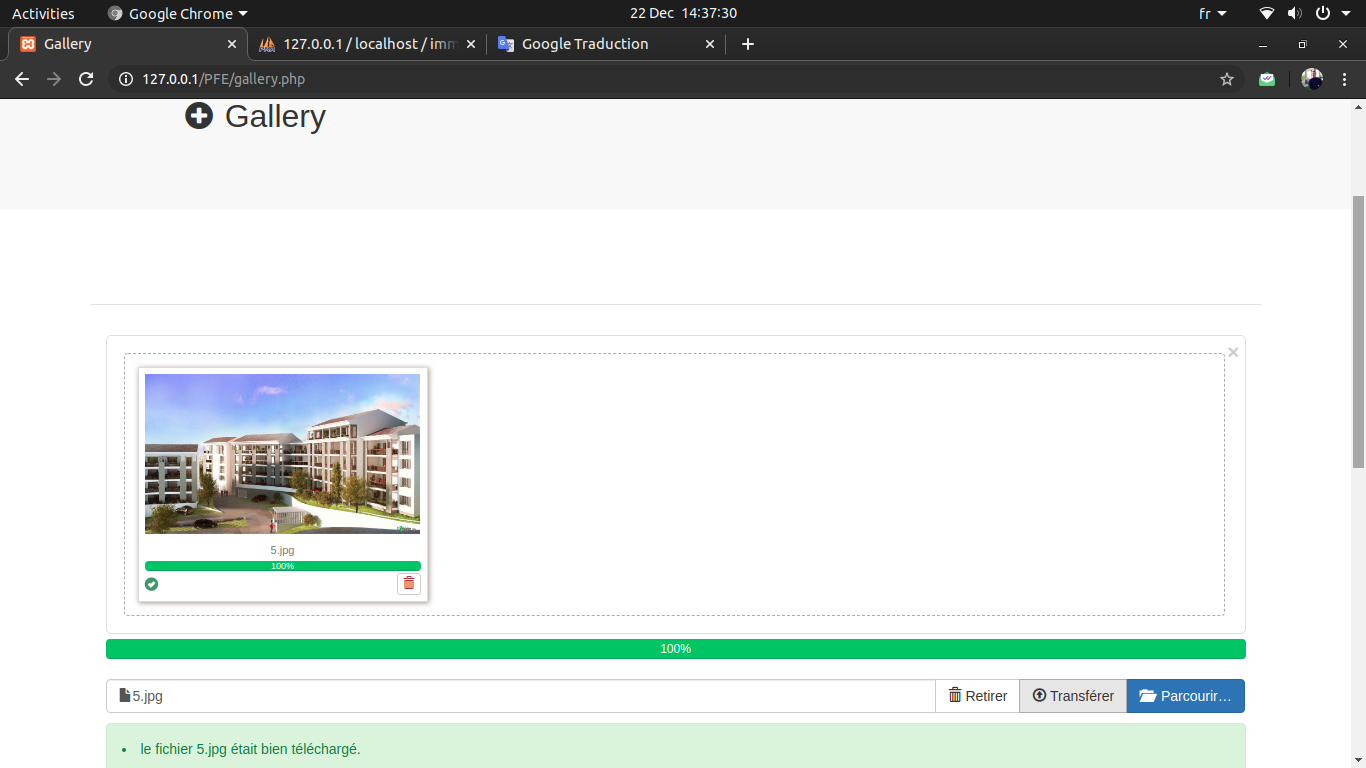 Activities Google Chrome 22 Dec 14:37:30 fr
Gallery 127.0.0.1 / localhost / imm Google Traduction
127.0.0.1/PFE/gallery.php
Gallery
×
5.jpg
100%
100%
5.jpg Retirer Transférer Parcourir…
• le fichier 5.jpg était bien téléchargé.